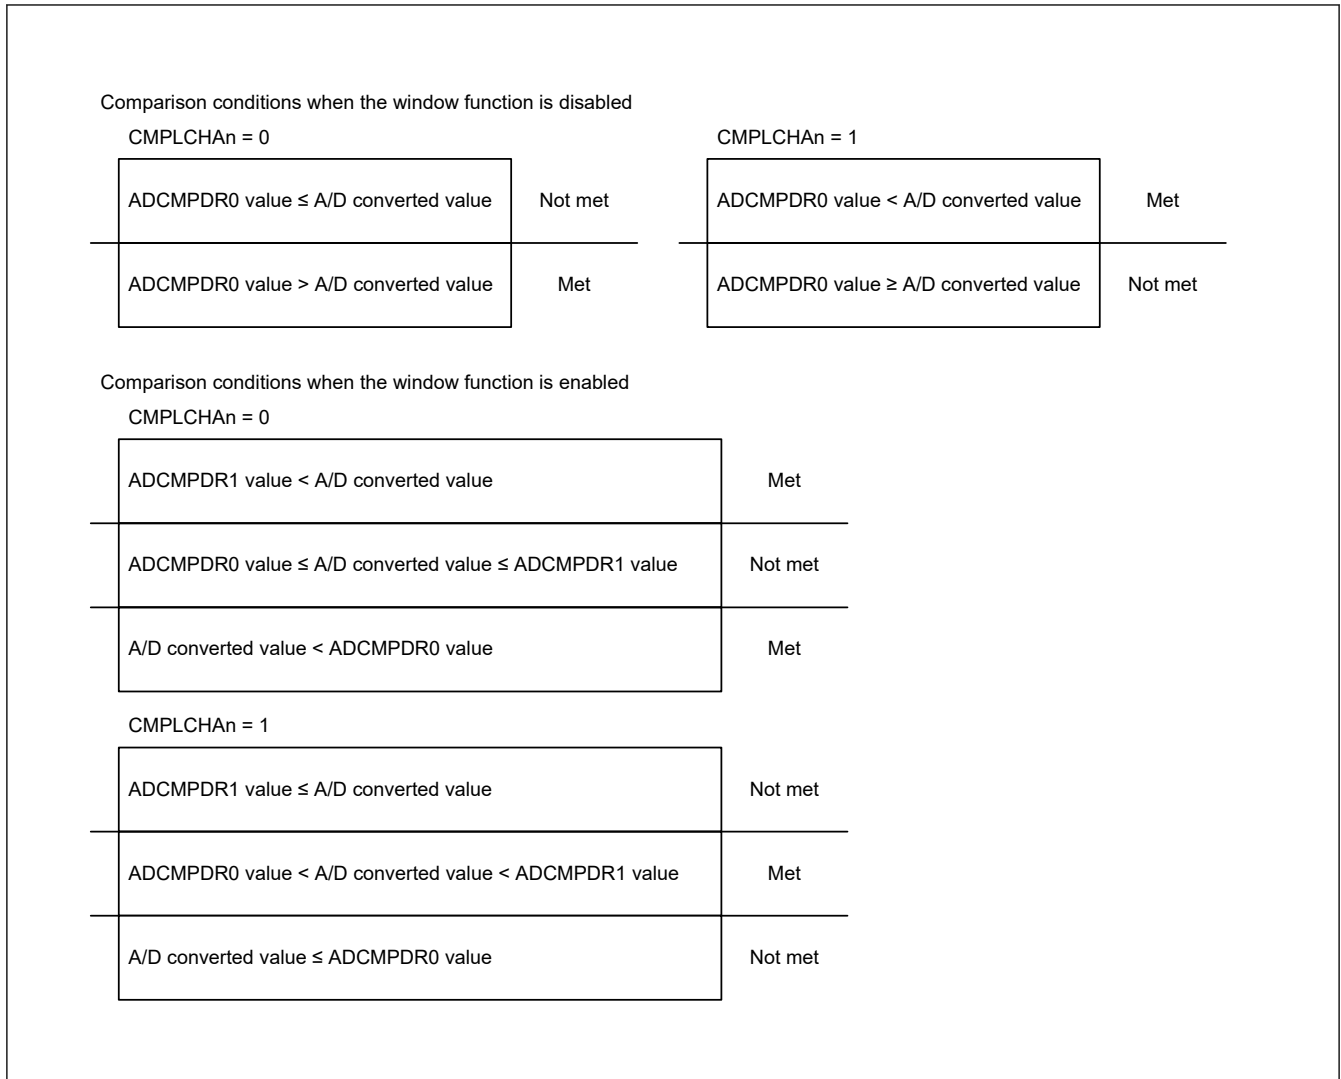 Comparison conditions when the window function is disabled
CMPLCHAn = 0
ADCMPDR0 value ≤ A/D converted value Not met
ADCMPDR0 value > A/D converted value Met
CMPLCHAn = 1
ADCMPDR0 value < A/D converted value Met
ADCMPDR0 value ≥ A/D converted value Not met
Comparison conditions when the window function is enabled
CMPLCHAn = 0
ADCMPDR1 value < A/D converted value Met
ADCMPDR0 value ≤ A/D converted value ≤ ADCMPDR1 value Not met
A/D converted value < ADCMPDR0 value Met
CMPLCHAn = 1
ADCMPDR1 value ≤ A/D converted value Not met
ADCMPDR0 value < A/D converted value < ADCMPDR1 value Met
A/D converted value ≤ ADCMPDR0 value Not met